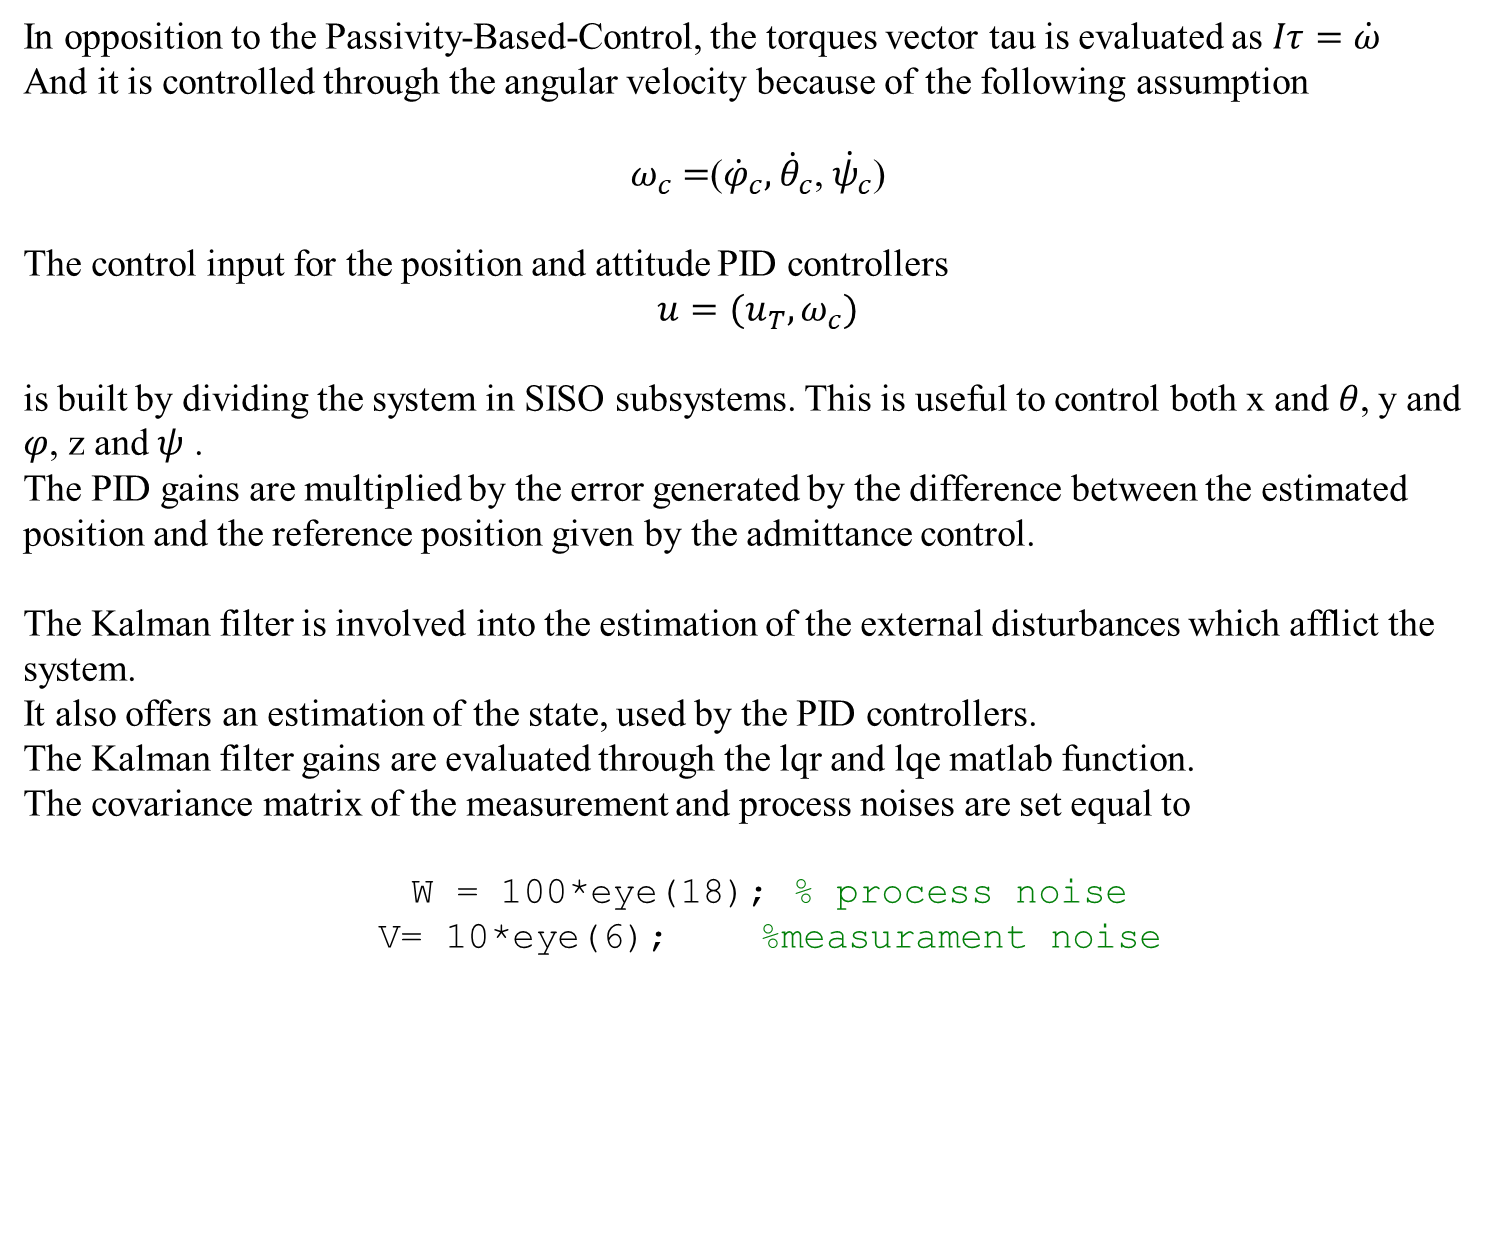 In opposition to the Passivity-Based-Control, the torques vector tau is evaluated as 𝐼𝜏 = 𝜔̇
And it is controlled through the angular velocity because of the following assumption
𝜔𝑐 =(𝜑̇𝑐, 𝜃̇𝑐, 𝜓̇𝑐)
The control input for the position and attitude PID controllers
𝑢 = (𝑢𝑇, 𝜔𝑐)
is built by dividing the system in SISO subsystems. This is useful to control both x and 𝜃, y and
𝜑, z and 𝜓 .
The PID gains are multiplied by the error generated by the difference between the estimated
position and the reference position given by the admittance control.
The Kalman filter is involved into the estimation of the external disturbances which afflict the
system.
It also offers an estimation of the state, used by the PID controllers.
The Kalman filter gains are evaluated through the lqr and lqe matlab function.
The covariance matrix of the measurement and process noises are set equal to
W = 100*eye(18); % process noise
V= 10*eye(6); %measurament noise